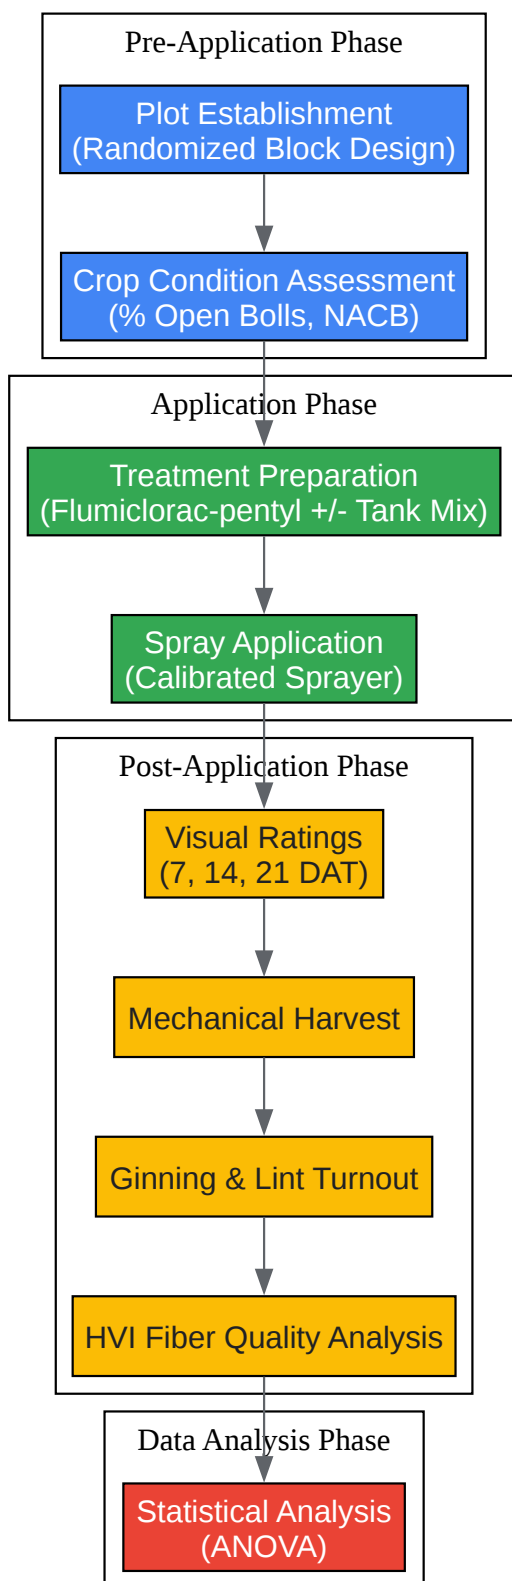 Pre-Application Phase
Plot Establishment
(Randomized Block Design)
Crop Condition Assessment
(% Open Bolls, NACB)
Application Phase
Treatment Preparation
(Flumiclorac-pentyl +/- Tank Mix)
Spray Application
(Calibrated Sprayer)
Post-Application Phase
Visual Ratings
(7, 14, 21 DAT)
Mechanical Harvest
Ginning & Lint Turnout
HVI Fiber Quality Analysis
Data Analysis Phase
Statistical Analysis
(ANOVA)